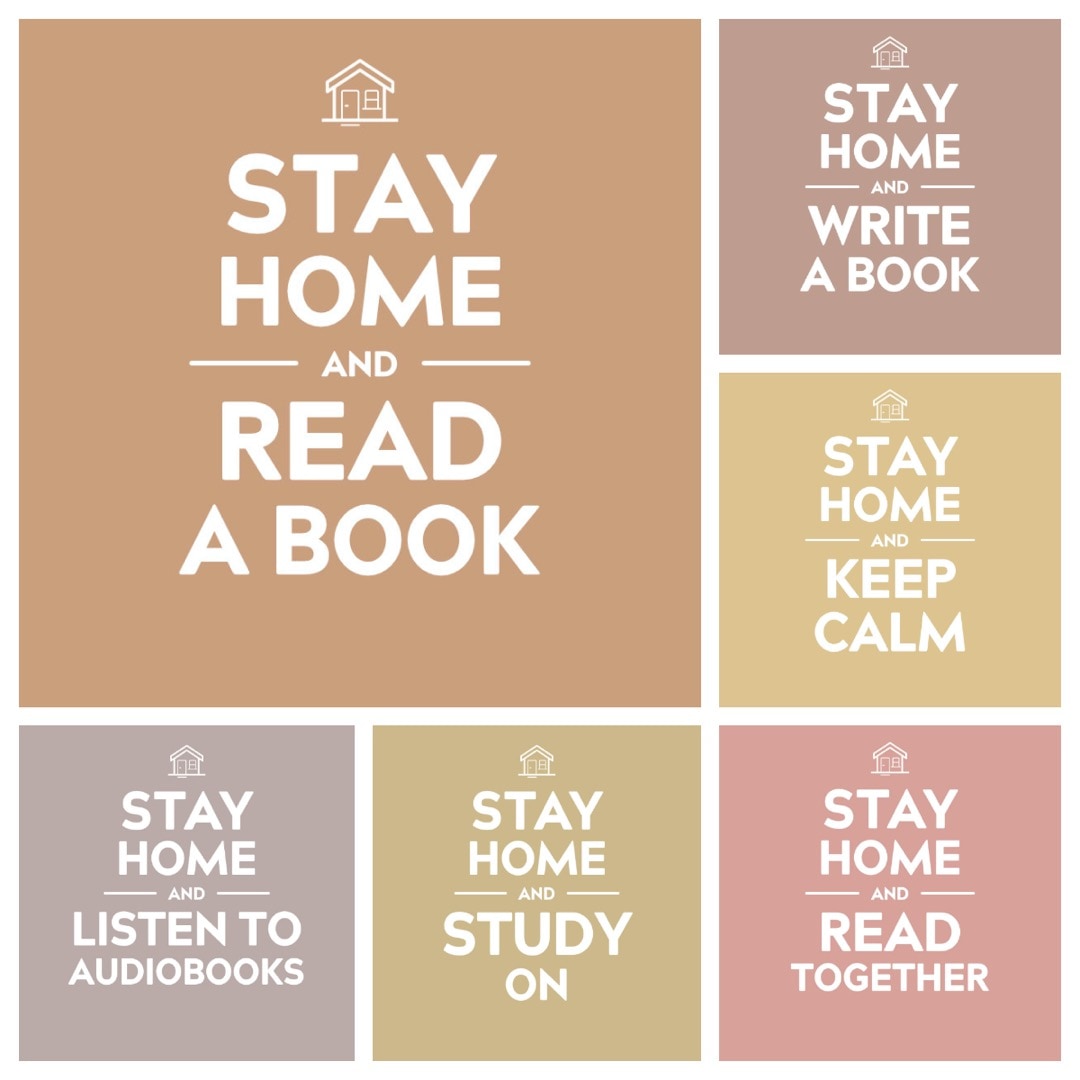 STAY
HOME
AND
READ
A BOOK
STAY
HOME
AND
WRITE
A BOOK
STAY
HOME
AND
KEEP
CALM
STAY
HOME
AND
LISTEN TO
AUDIOBOOKS
STAY
HOME
AND
STUDY
ON
STAY
HOME
AND
READ
TOGETHER